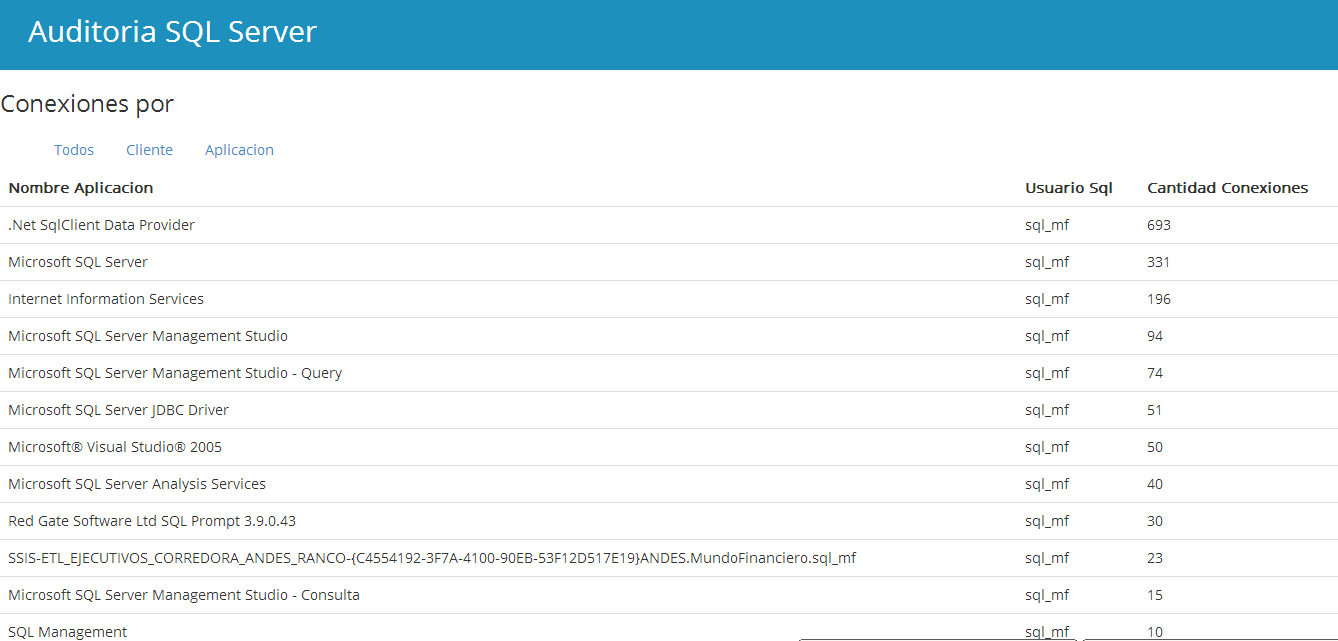 Auditoria SQL Server
Conexiones por
Todos Cliente Aplicacion
Nombre Aplicacion Usuario Sql Cantidad Conexiones
.Net SqlClient Data Provider sql_mf 693
Microsoft SQL Server sql_mf 331
Internet Information Services sql_mf 196
Microsoft SQL Server Management Studio sql_mf 94
Microsoft SQL Server Management Studio - Query sql_mf 74
Microsoft SQL Server JDBC Driver sql_mf 51
Microsoft® Visual Studio® 2005 sql_mf 50
Microsoft SQL Server Analysis Services sql_mf 40
Red Gate Software Ltd SQL Prompt 3.9.0.43 sql_mf 30
SSIS-ETL_EJECUTIVOS_CORREDORA_ANDES_RANCO-{C4554192-3F7A-4100-90EB-53F12D517E19}ANDES.MundoFinanciero.sql_mf sql_mf 23
Microsoft SQL Server Management Studio - Consulta sql_mf 15
SQL Management sql_mf 10